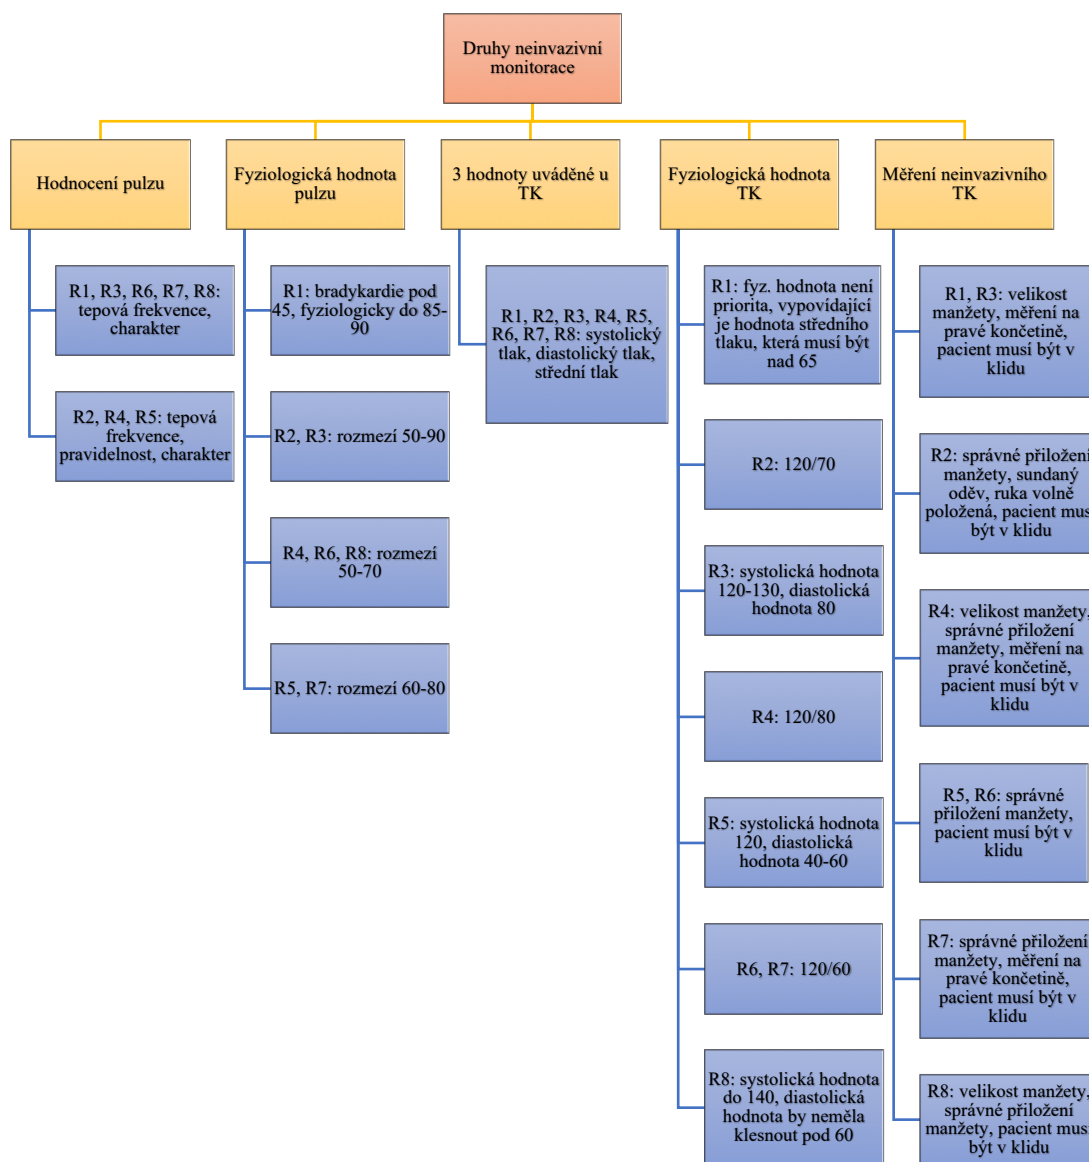 Druhy neinvazivní
monitorace
Hodnocení pulzu
Fyziologická hodnota
pulzu
3 hodnoty uváděné u
TK
Fyziologická hodnota
TK
Měření neinvazivního
TK
R1, R3, R6, R7, R8:
tepová frekvence,
charakter
R2, R4, R5: tepová
frekvence,
pravidelnost, charakter
R1: bradykardie pod
45, fyziologicky do 85-
90
R2, R3: rozmezí 50-90
R4, R6, R8: rozmezí
50-70
R5, R7: rozmezí 60-80
R1, R2, R3, R4, R5,
R6, R7, R8: systolický
tlak, diastolický tlak,
střední tlak
R1: fyz. hodnota není
priorita, vypovídající
je hodnota středního
tlaku, která musí být
nad 65
R2: 120/70
R3: systolická hodnota
120-130, diastolická
hodnota 80
R4: 120/80
R5: systolická hodnota
120, diastolická
hodnota 40-60
R6, R7: 120/60
R8: systolická hodnota
do 140, diastolická
hodnota by neměla
klesnout pod 60
R1, R3: velikost
manžety, měření na
pravé končetině,
pacient musí být v
klidu
R2: správné přiložení
manžety, sundaný
oděv, ruka volně
položená, pacient mus
být v klidu
R4: velikost manžety,
správné přiložení
manžety, měření na
pravé končetině,
pacient musí být v
klidu
R5, R6: správné
přiložení manžety,
pacient musí být v
klidu
R7: správné přiložení
manžety, měření na
pravé končetině,
pacient musí být v
klidu
R8: velikost manžety,
správné přiložení
manžety, pacient mus
být v klidu